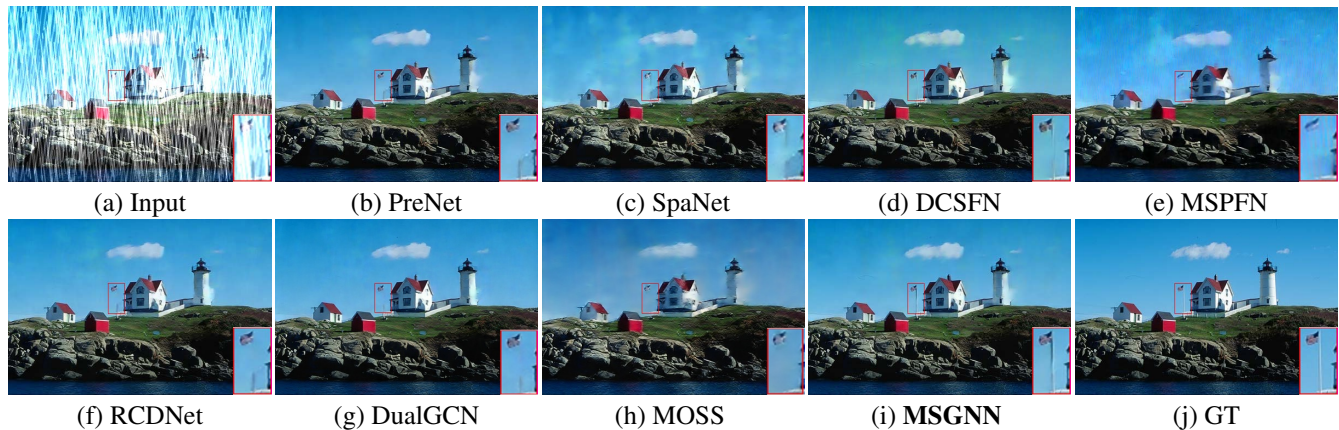 (a) Input (b) PreNet (c) SpaNet (d) DCSFN (e) MSPFN
(f) RCDNet (g) DualGCN (h) MOSS (i) MSGNN (j) GT